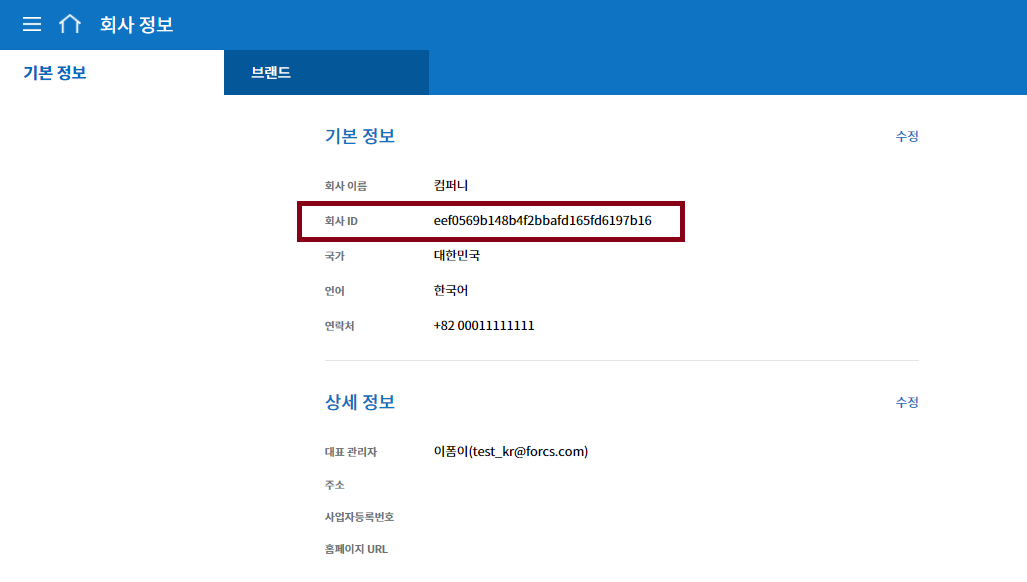 회사 정보
기본 정보 브랜드
기본 정보 수정
회사 이름 컴퍼니
회사 ID eef0569b148b4f2bbafd165fd6197b16
국가 대한민국
언어 한국어
연락처 +82 00011111111
상세 정보 수정
대표 관리자 이폼이(test_kr@forcs.com)
주소
사업자등록번호
홈페이지 URL